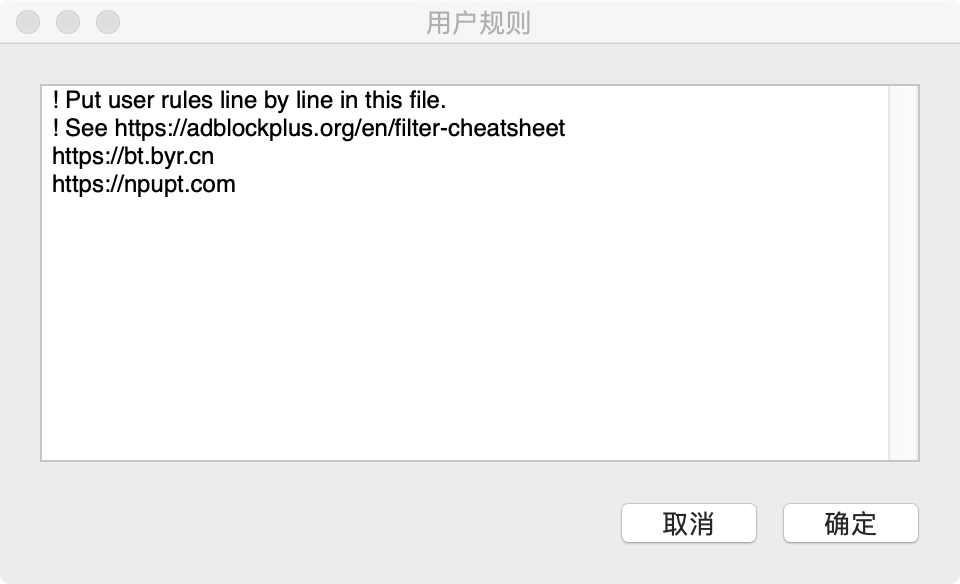 用户规则
! Put user rules line by line in this file.
! See https://adblockplus.org/en/filter-cheatsheet
https://bt.byr.cn
https://npupt.com
取消
确定